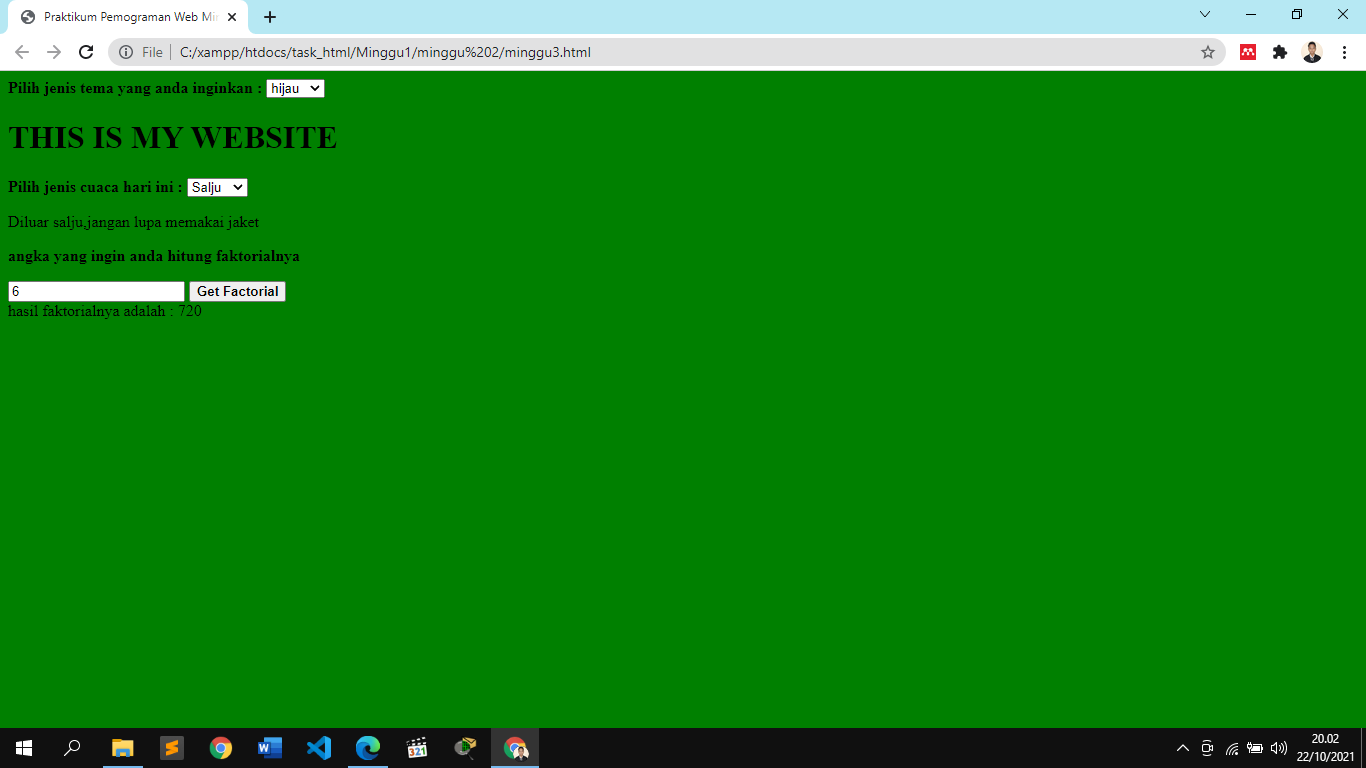 Praktikum Pemograman Web Min
File
C:/xampp/htdocs/task_html/Minggu1/minggu%202/minggu3.html
Pilih jenis tema yang anda inginkan : hijau
THIS IS MY WEBSITE
Pilih jenis cuaca hari ini : Salju
Diluar salju,jangan lupa memakai jaket
angka yang ingin anda hitung faktorialnya
6 Get Factorial
hasil faktorialnya adalah : 720
321
20.02
22/10/2021